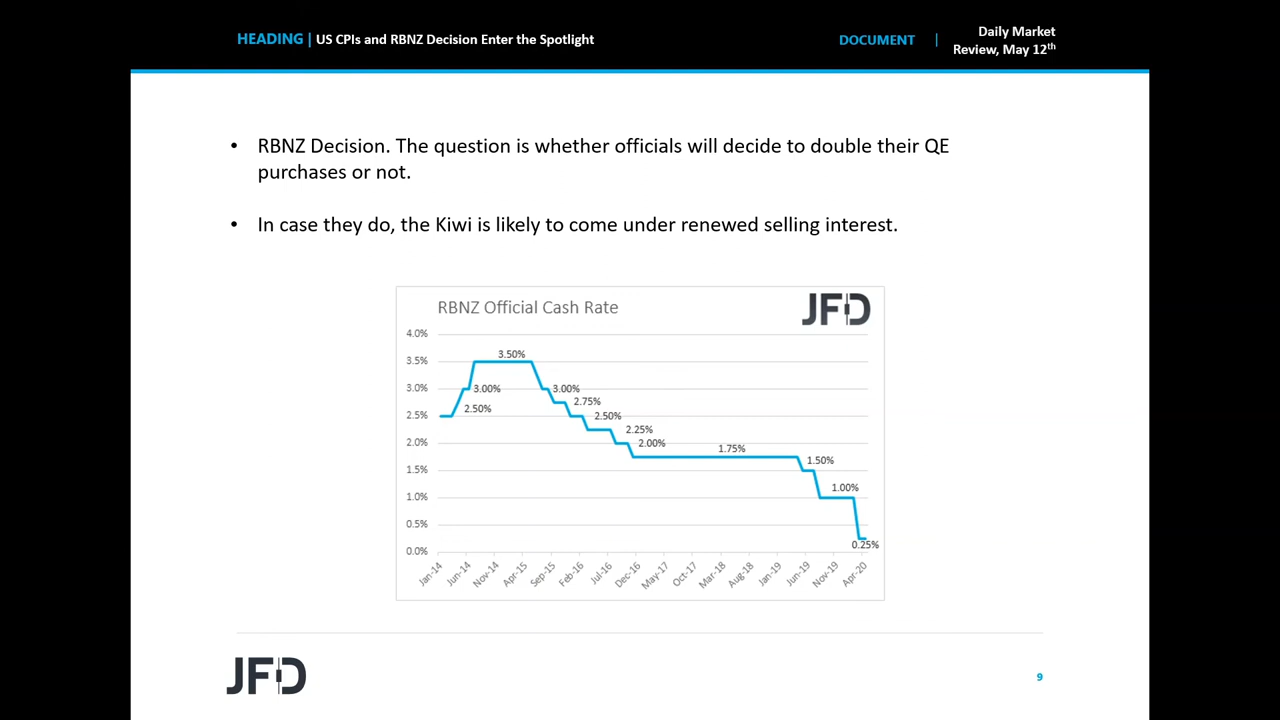 HEADING | US CPIs and RBNZ Decision Enter the Spotlight
DOCUMENT | Daily Market
Review, May 12th
• RBNZ Decision. The question is whether officials will decide to double their QE
purchases or not.
• In case they do, the Kiwi is likely to come under renewed selling interest.
RBNZ Official Cash Rate
JFD
4.0%
3.5%
3.0%
2.5%
2.0%
1.5%
1.0%
0.5%
0.0%
2.50%
3.00%
3.50%
3.00%
2.75%
2.50%
2.25%
2.00%
1.75%
1.50%
1.00%
0.25%
Jan-14
Jun-14
Nov-14
Apr-15
Sep-15
Feb-16
Jul-16
Dec-16
May-17
Oct-17
Mar-18
Aug-18
Jan-19
Jun-19
Nov-19
Apr-20
JFD
9